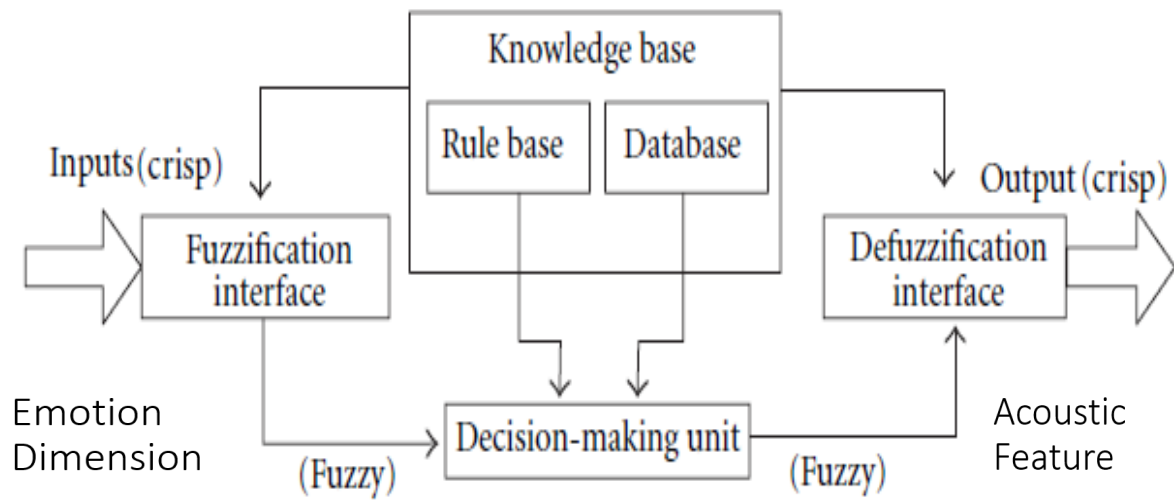 Knowledge base
Rule base
Database
Inputs(crisp)
Output(crisp)
Fuzzification
interface
Defuzzification
interface
Emotion
Dimension
Decision-making unit
Acoustic
Feature
(Fuzzy)
(Fuzzy)